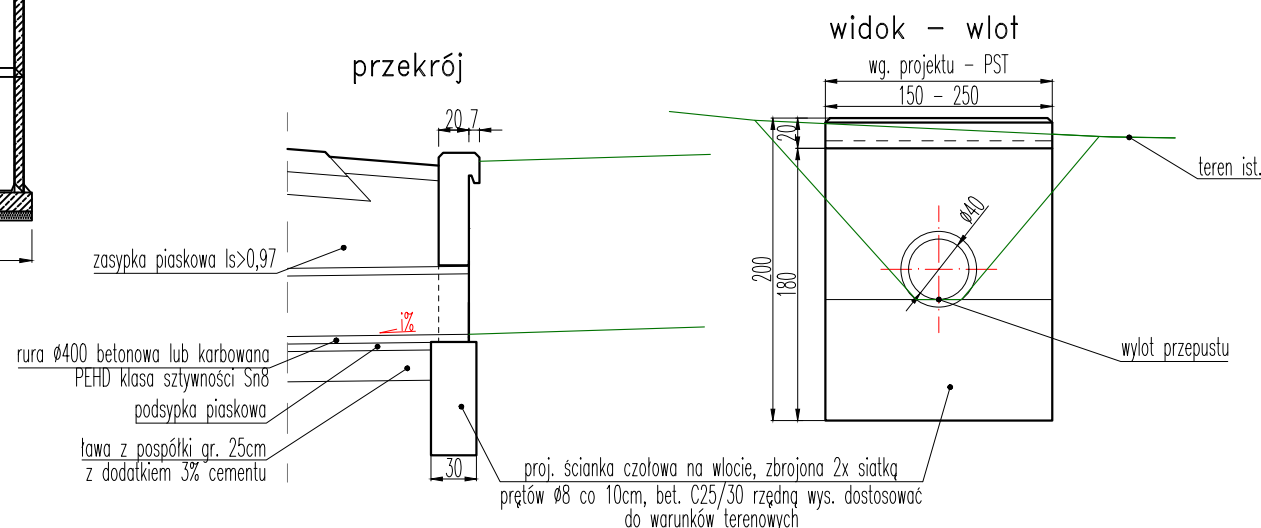 przekrój
20 7
zasypka piaskowa Is>0,97
i%
rura Ø400 betonowa lub karbowana
PEHD klasa sztywności Sn8
podsypka piaskowa
ława z pospółki gr. 25cm
z dodatkiem 3% cementu
30
proj. ścianka czołowa na wlocie, zbrojona 2x siatką
prętów Ø8 co 10cm, bet. C25/30 rzędną wys. dostosować
do warunków terenowych
widok - wlot
wg. projektu - PST
150 - 250
20
teren ist.
Ø40
200
180
wylot przepustu